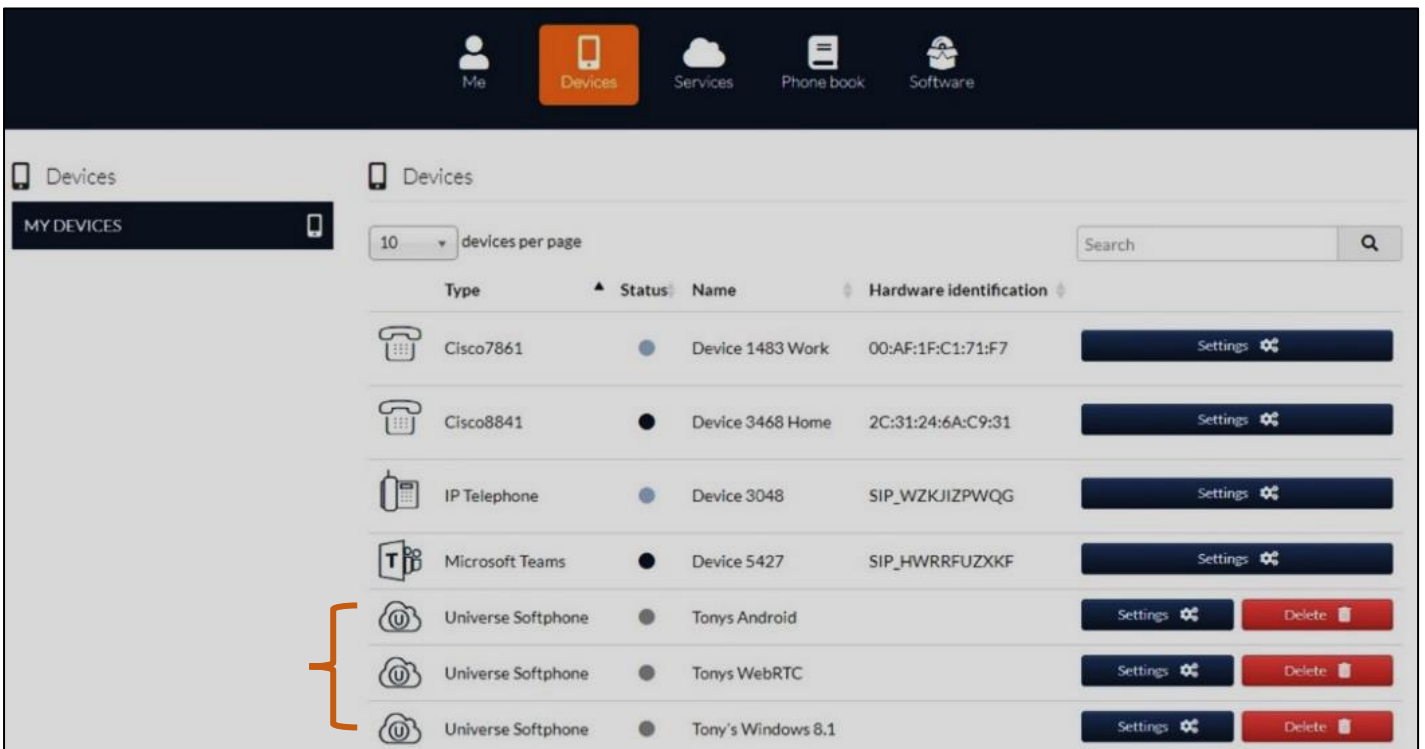 Me Devices Services Phone book Software
Devices
MY DEVICES
Devices
10 devices per page Search
Type Status Name Hardware identification
Cisco7861 Device 1483 Work 00:AF:1F:C1:71:F7 Settings
Cisco8841 Device 3468 Home 2C:31:24:6A:C9:31 Settings
IP Telephone Device 3048 SIP_WZKJIZPWQG Settings
T Microsoft Teams Device 5427 SIP_HWRRFUZXKF Settings
U Universe Softphone Tonys Android Settings Delete
U Universe Softphone Tonys WebRTC Settings Delete
U Universe Softphone Tony's Windows 8.1 Settings Delete